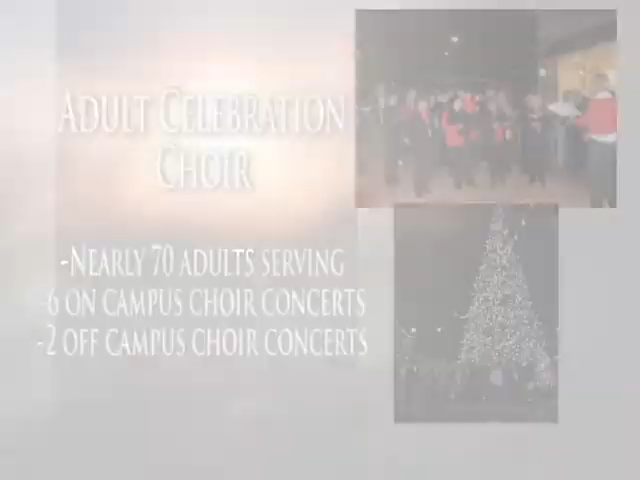 ADULT CELEBRATION
CHOIR
-NEARLY 70 ADULTS SERVING
-6 ON CAMPUS CHOIR CONCERTS
-2 OFF CAMPUS CHOIR CONCERTS